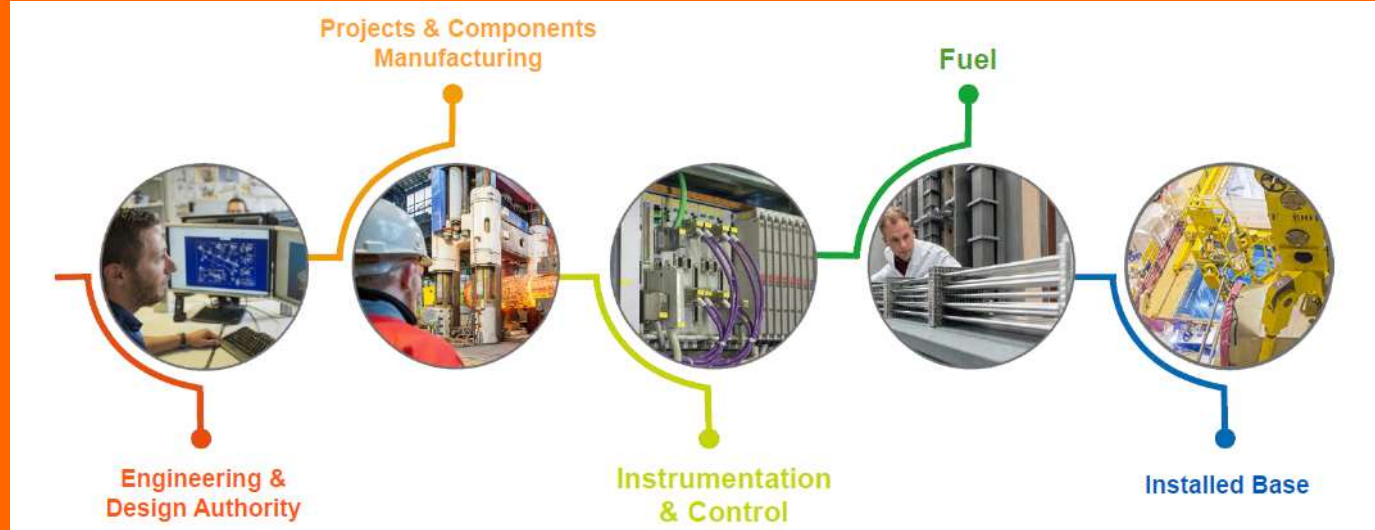 Projects & Components
Manufacturing
Fuel
Engineering &
Design Authority
Instrumentation
& Control
Installed Base